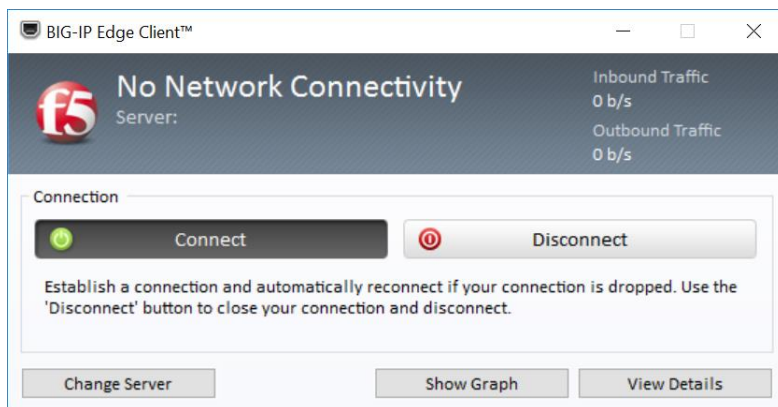 BIG-IP Edge Client™
f5
No Network Connectivity
Server:
Inbound Traffic
0 b/s
Outbound Traffic
0 b/s
Connection
Connect
Disconnect
Establish a connection and automatically reconnect if your connection is dropped. Use the
'Disconnect' button to close your connection and disconnect.
Change Server
Show Graph
View Details